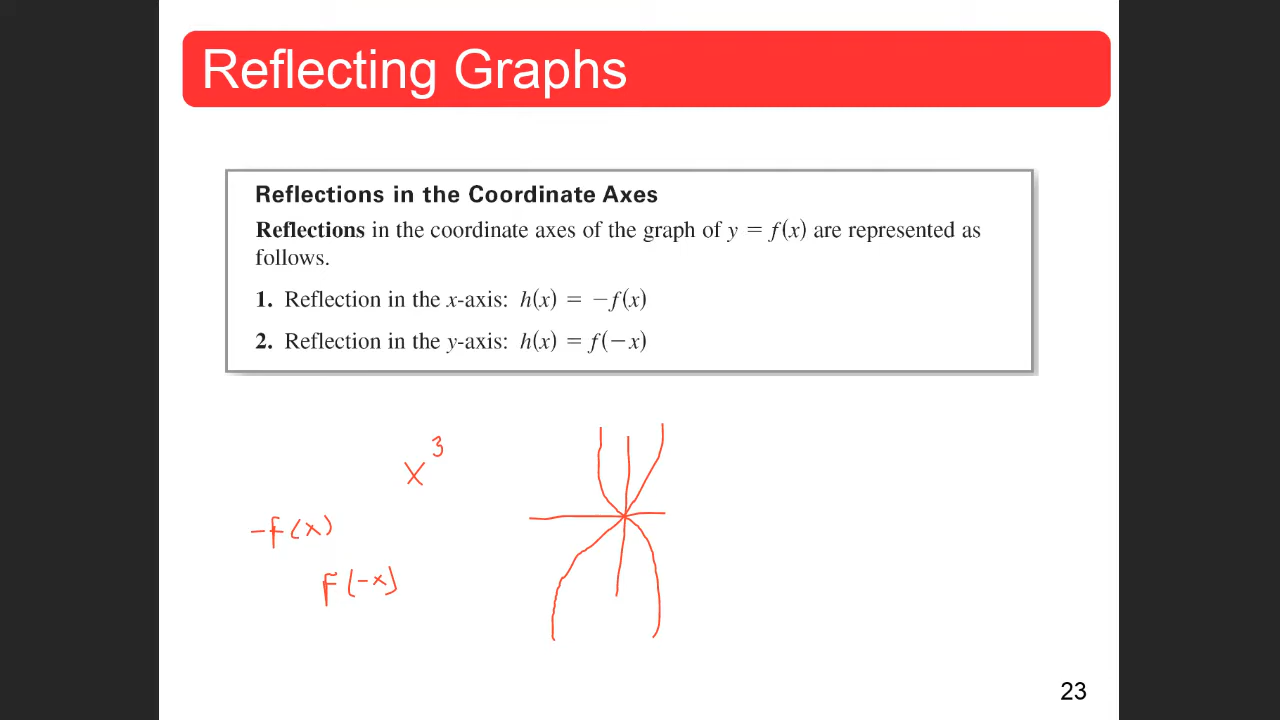 Reflecting Graphs
Reflections in the Coordinate Axes
Reflections in the coordinate axes of the graph of y = f(x) are represented as
follows.
1. Reflection in the x-axis: h(x) = −f(x)
2. Reflection in the y-axis: h(x) = f(−x)
x³
-f(x)
F(-x)
23